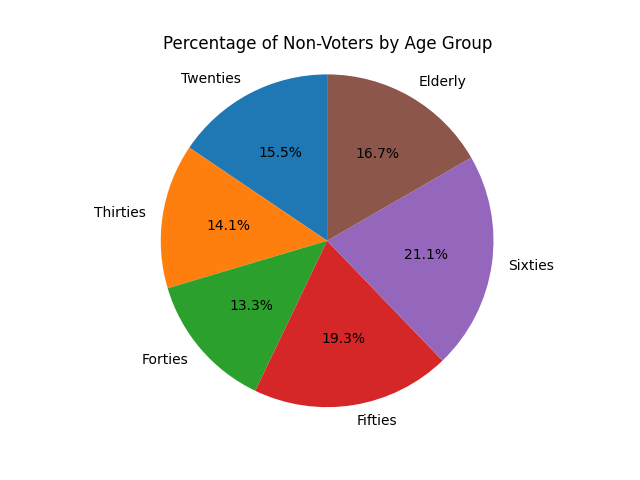 Percentage of Non-Voters by Age Group
Twenties
Elderly
15.5%
16.7%
Thirties
14.1%
21.1%
Sixties
13.3%
19.3%
Forties
Fifties